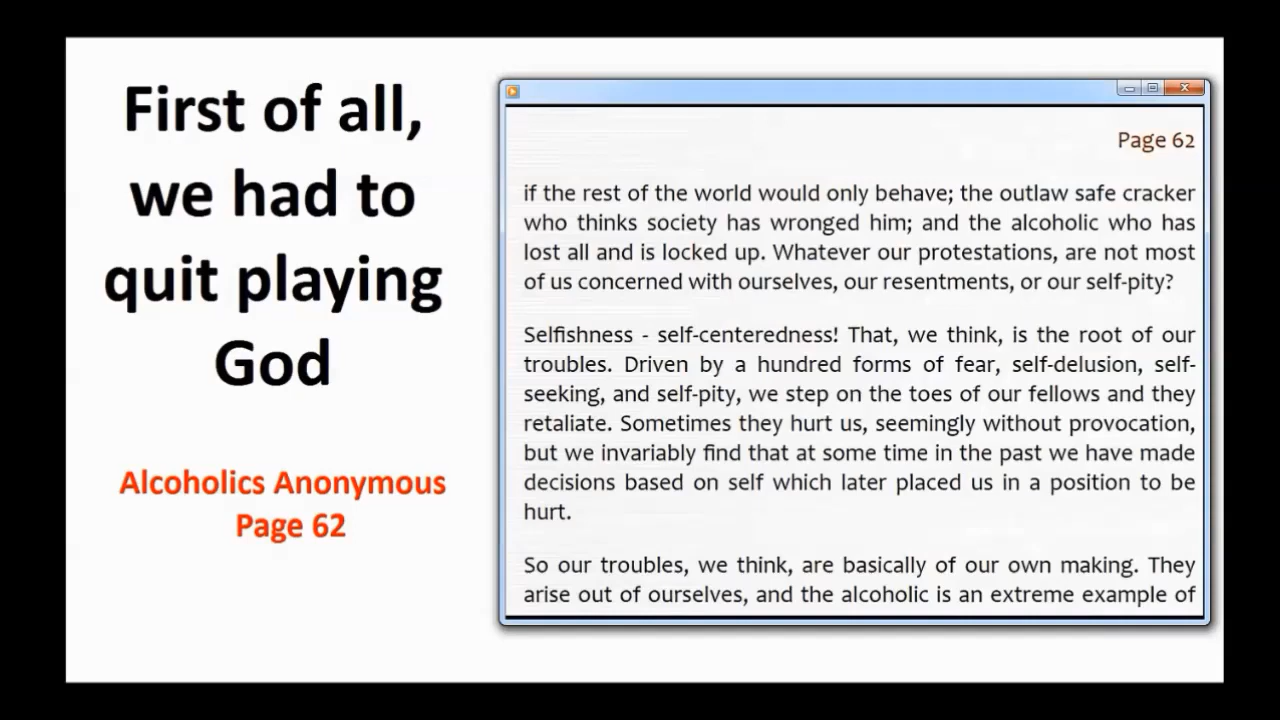 First of all,
we had to
quit playing
God
Alcoholics Anonymous
Page 62
Page 62
if the rest of the world would only behave; the outlaw safe cracker
who thinks society has wronged him; and the alcoholic who has
lost all and is locked up. Whatever our protestations, are not most
of us concerned with ourselves, our resentments, or our self-pity?
Selfishness - self-centeredness! That, we think, is the root of our
troubles. Driven by a hundred forms of fear, self-delusion, self-
seeking, and self-pity, we step on the toes of our fellows and they
retaliate. Sometimes they hurt us, seemingly without provocation,
but we invariably find that at some time in the past we have made
decisions based on self which later placed us in a position to be
hurt.
So our troubles, we think, are basically of our own making. They
arise out of ourselves, and the alcoholic is an extreme example of